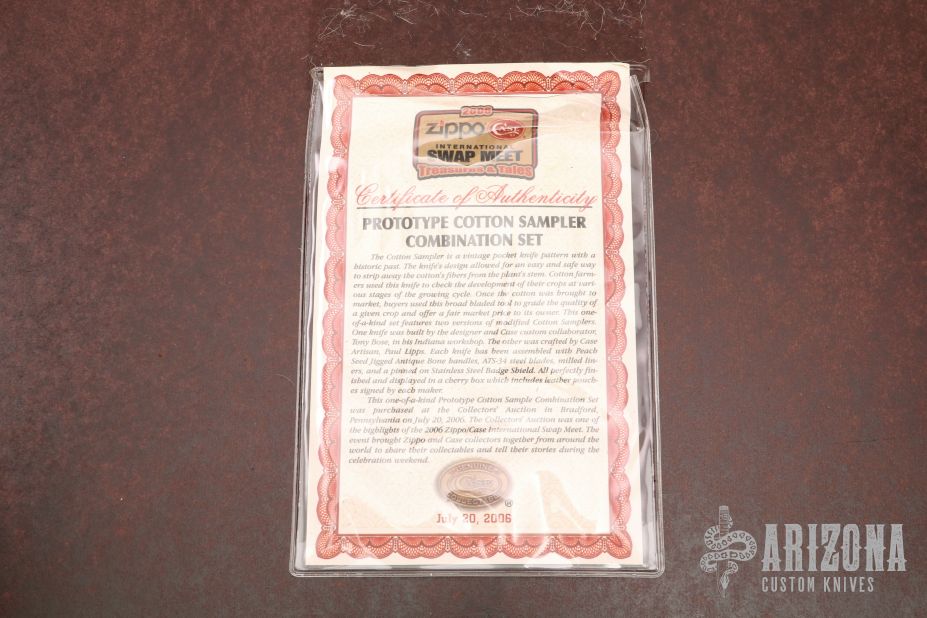 2006
Zippo Case
INTERNATIONAL
SWAP MEET
Treasures & Tales
Certificate of Authenticity
PROTOTYPE COTTON SAMPLER
COMBINATION SET
The Cotton Sampler is a vintage pocket knife pattern with a
historic past. The knife's design allowed for an easy and safe way
to strip away the cotton's fibers from the plant's stem. Cotton farm-
ers used this knife to check the development of their crops at vari-
ous stages of the growing cycle. Once the cotton was brought to
market, buyers used this broad bladed tool to grade the quality of
a given crop and offer a fair market price to its owner. This one-
of-a-kind set features two versions of modified Cotton Samplers.
One knife was built by the designer and Case custom collaborator,
Tony Bose, in his Indiana workshop. The other was crafted by Case
Artisan, Paul Lipps. Each knife has been assembled with Peach
Seed Jigged Antique Bone handles, ATS-34 steel blades, milled lin-
ers, and a pinned on Stainless Steel Badge Shield. All perfectly fin-
ished and displayed in a cherry box which includes leather pouch-
es signed by each maker.
This one-of-a-kind Prototype Cotton Sample Combination Set
was purchased at the Collectors' Auction in Bradford,
Pennsylvania on July 20, 2006. The Collectors' Auction was one of
the highlights of the 2006 Zippo/Case International Swap Meet. The
event brought Zippo and Case collectors together from around the
world to share their collectables and tell their stories during the
celebration weekend.
GENUINE
Case
®
July 20, 2006
ARIZONA
CUSTOM KNIVES